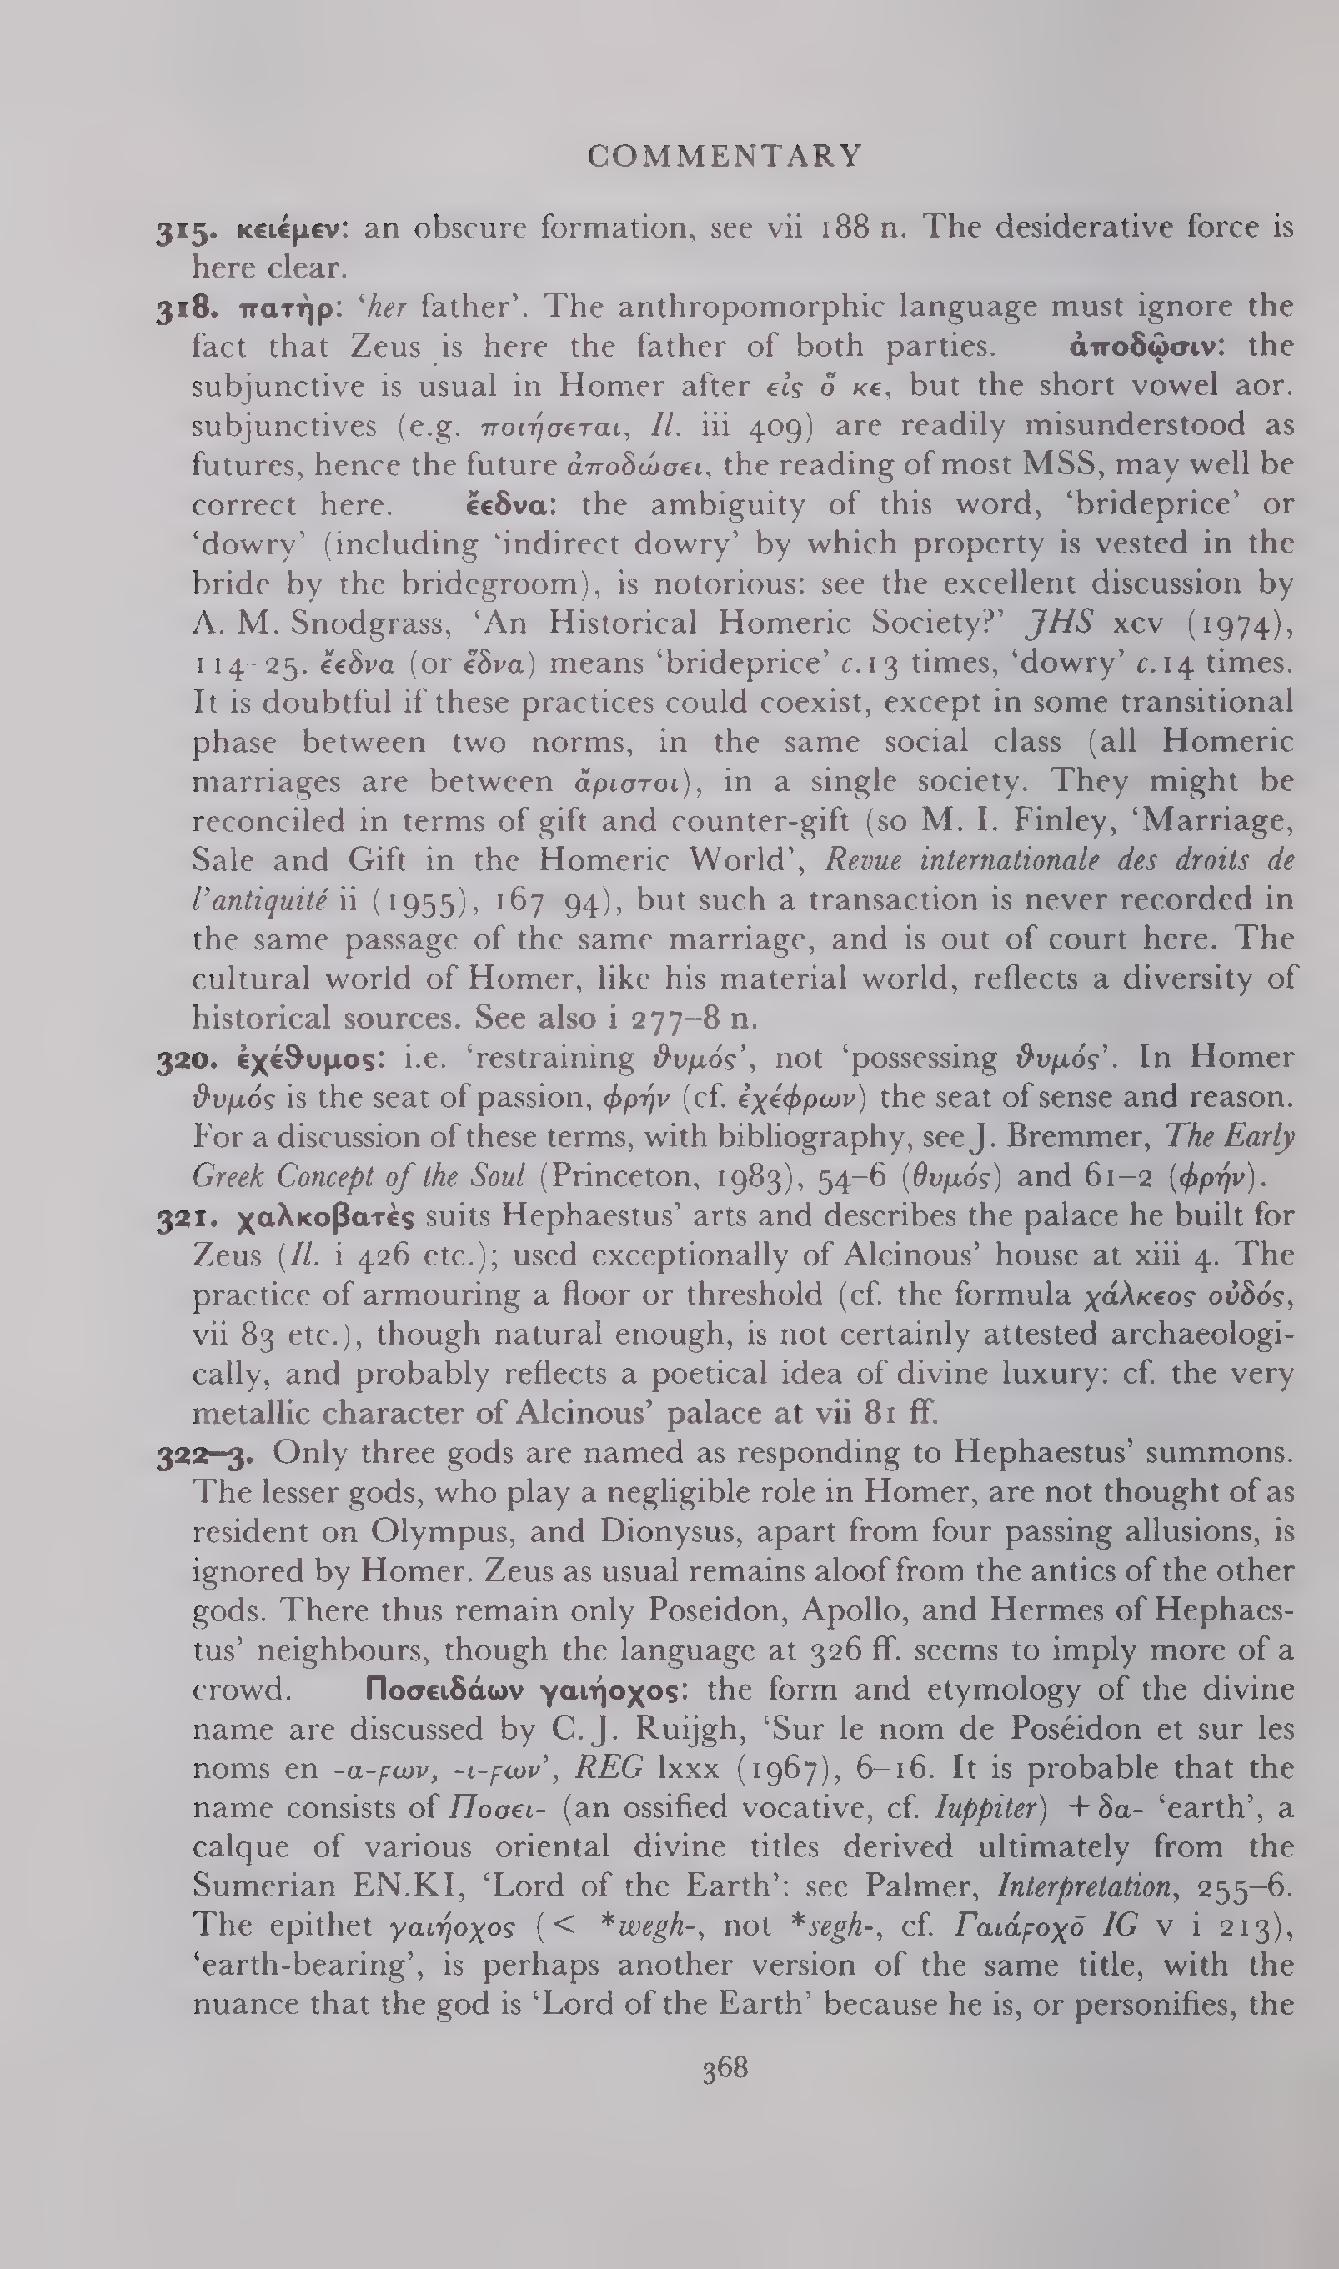 COMMENTARY
315. κειέμεν: an obscure formation, see vii 188 n. The desiderative force is
here clear.
318. πατὴρ: ‘her father’. The anthropomorphic language must ignore the
fact that Zeus is here the father of both parties. ἀποδῷσιν: the
subjunctive is usual in Homer after εἰς ὅ κε, but the short vowel aor.
subjunctives (e.g. ποιήσεται, Il. iii 409) are readily misunderstood as
futures, hence the future ἀποδώσει, the reading of most MSS, may well be
correct here. ἔεδνα: the ambiguity of this word, ‘brideprice’ or
‘dowry’ (including ‘indirect dowry’ by which property is vested in the
bride by the bridegroom), is notorious: see the excellent discussion by
A. M. Snodgrass, ‘An Historical Homeric Society?’ JHS xcv (1974),
114-25. ἔεδνα (or ἕδνα) means ‘brideprice’ c.13 times, ‘dowry’ c.14 times.
It is doubtful if these practices could coexist, except in some transitional
phase between two norms, in the same social class (all Homeric
marriages are between ἄριστοι), in a single society. They might be
reconciled in terms of gift and counter-gift (so M. I. Finley, ‘Marriage,
Sale and Gift in the Homeric World’, Revue internationale des droits de
l’antiquité ii (1955), 167 94), but such a transaction is never recorded in
the same passage of the same marriage, and is out of court here. The
cultural world of Homer, like his material world, reflects a diversity of
historical sources. See also i 277–8 n.
320. ἐχέϑυμος: i.e. ‘restraining ϑυμός’, not ‘possessing ϑυμός’. In Homer
ϑυμός is the seat of passion, φρήν (cf. ἐχέφρων) the seat of sense and reason.
For a discussion of these terms, with bibliography, see J. Bremmer, The Early
Greek Concept of the Soul (Princeton, 1983), 54–6 (θυμός) and 61–2 (φρήν).
321. χαλκοβατὲς suits Hephaestus’ arts and describes the palace he built for
Zeus (Il. i 426 etc.); used exceptionally of Alcinous’ house at xiii 4. The
practice of armouring a floor or threshold (cf. the formula χάλκεος οὐδός,
vii 83 etc.), though natural enough, is not certainly attested archaeologi-
cally, and probably reflects a poetical idea of divine luxury: cf. the very
metallic character of Alcinous’ palace at vii 81 ff.
322–3. Only three gods are named as responding to Hephaestus’ summons.
The lesser gods, who play a negligible role in Homer, are not thought of as
resident on Olympus, and Dionysus, apart from four passing allusions, is
ignored by Homer. Zeus as usual remains aloof from the antics of the other
gods. There thus remain only Poseidon, Apollo, and Hermes of Hephaes-
tus’ neighbours, though the language at 326 ff. seems to imply more of a
crowd. Ποσειδάων γαιήοχος: the form and etymology of the divine
name are discussed by C. J. Ruijgh, ‘Sur le nom de Poséidon et sur les
noms en -α-ϝων, -ι-ϝων’, REG lxxx (1967), 6–16. It is probable that the
name consists of Ποσει- (an ossified vocative, cf. Iuppiter) + δα- ‘earth’, a
calque of various oriental divine titles derived ultimately from the
Sumerian EN.KI, ‘Lord of the Earth’: see Palmer, Interpretation, 255–6.
The epithet γαιήοχος (< *wegh-, not *segh-, cf. Γαιάϝοχō IG v i 213),
‘earth-bearing’, is perhaps another version of the same title, with the
nuance that the god is ‘Lord of the Earth’ because he is, or personifies, the
368